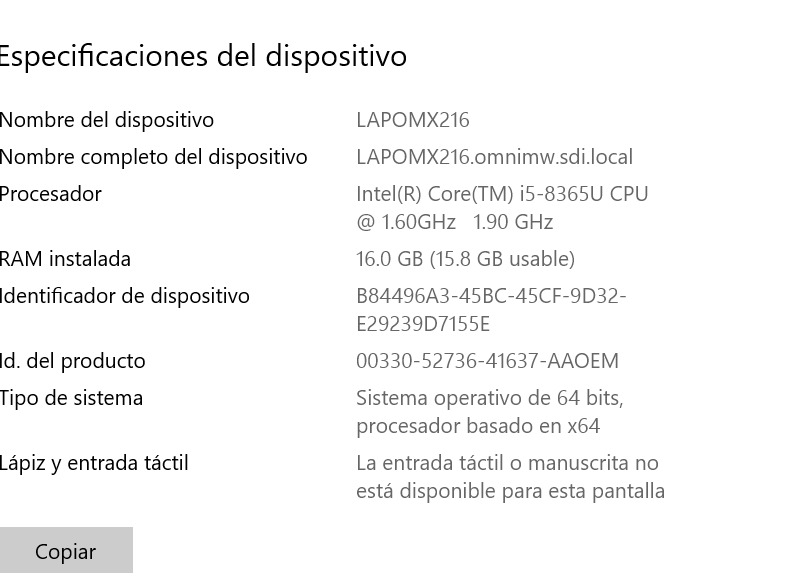 Especificaciones del dispositivo
Nombre del dispositivo LAPOMX216
Nombre completo del dispositivo LAPOMX216.omnimw.sdi.local
Procesador Intel(R) Core(TM) i5-8365U CPU
@ 1.60GHz 1.90 GHz
RAM instalada 16.0 GB (15.8 GB usable)
Identificador de dispositivo B84496A3-45BC-45CF-9D32-
E29239D7155E
Id. del producto 00330-52736-41637-AAOEM
Tipo de sistema Sistema operativo de 64 bits,
procesador basado en x64
Lápiz y entrada táctil La entrada táctil o manuscrita no
está disponible para esta pantalla
Copiar